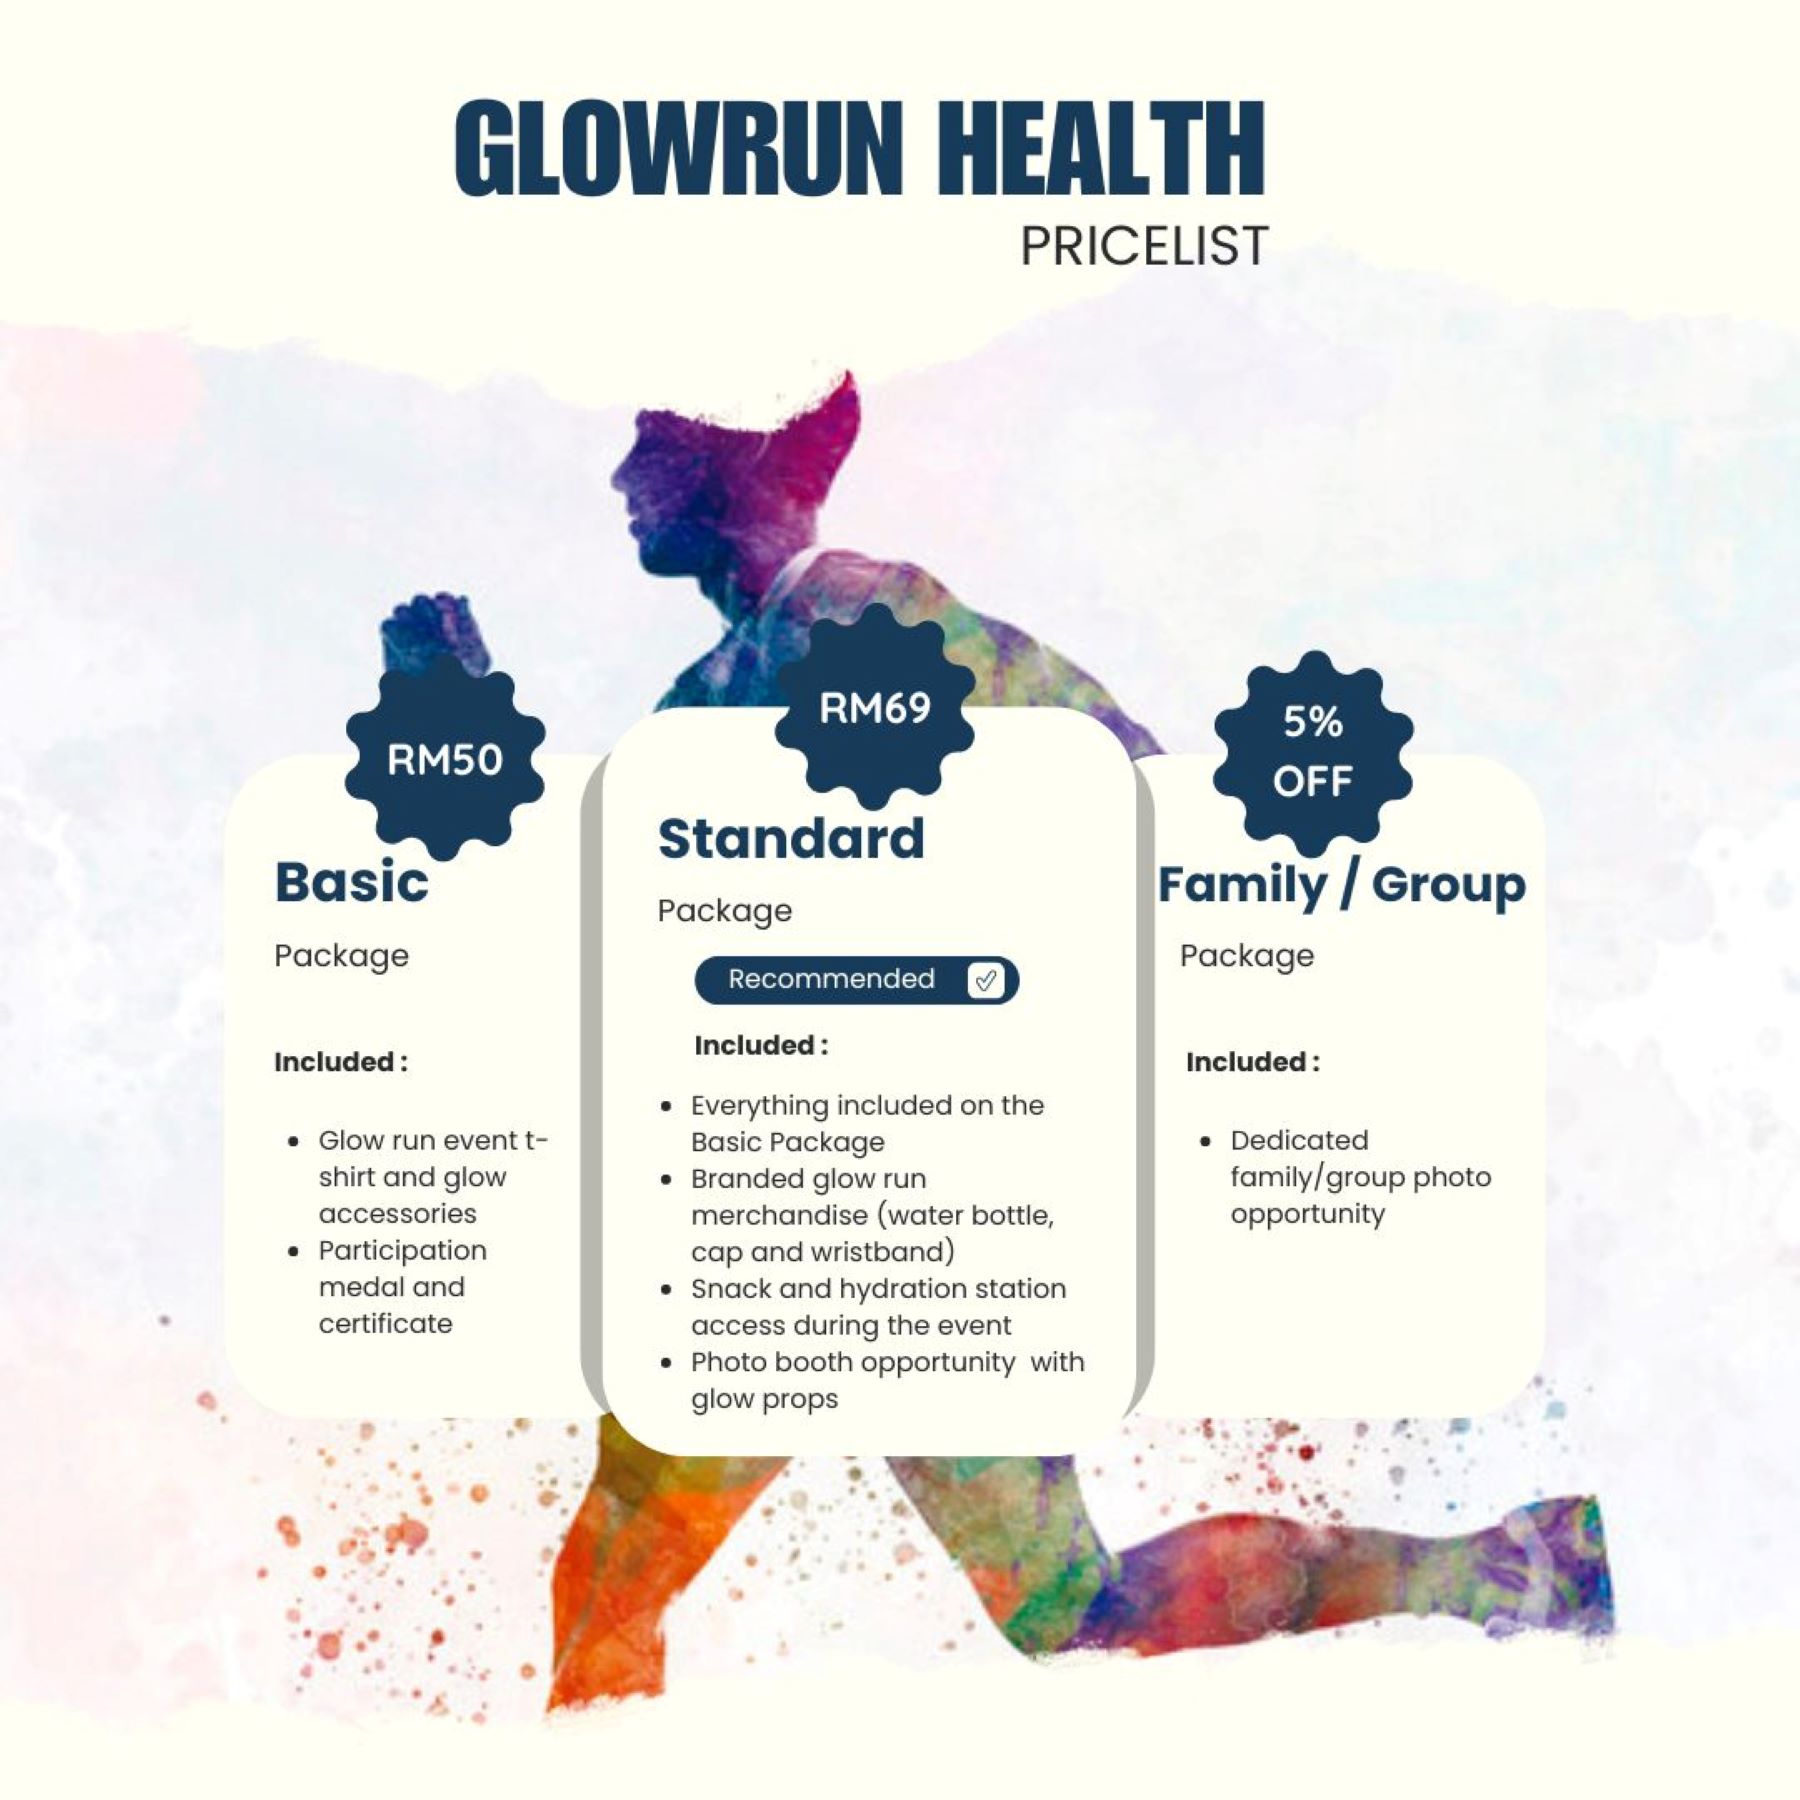 GLOWRUN HEALTH
PRICELIST
RM50
Basic
Package
Included :
• Glow run event t-
shirt and glow
accessories
• Participation
medal and
certificate
RM69
Standard
Package
Recommended
Included :
• Everything included on the
Basic Package
• Branded glow run
merchandise (water bottle,
cap and wristband)
• Snack and hydration station
access during the event
• Photo booth opportunity  with
glow props
5%
OFF
Family / Group
Package
Included :
• Dedicated
family/group photo
opportunity